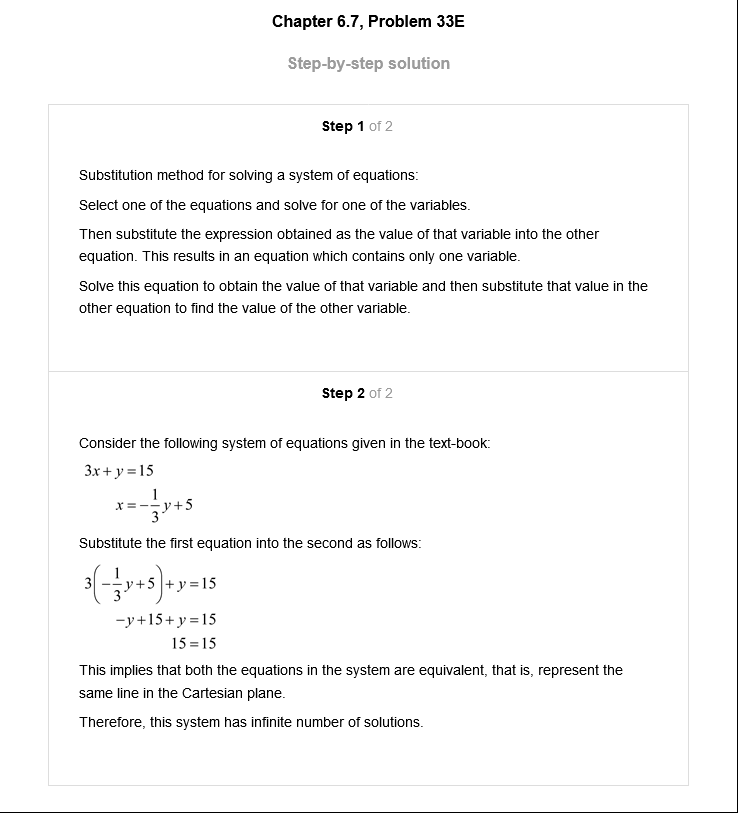 Chapter 6.7, Problem 33E
Step-by-step solution
Step 1 of 2
Substitution method for solving a system of equations:
Select one of the equations and solve for one of the variables.
Then substitute the expression obtained as the value of that variable into the other
equation. This results in an equation which contains only one variable.
Solve this equation to obtain the value of that variable and then substitute that value in the
other equation to find the value of the other variable.
Step 2 of 2
Consider the following system of equations given in the text-book:
3x + y = 15
x = -1/3 y + 5
Substitute the first equation into the second as follows:
3(-1/3 y + 5) + y = 15
-y + 15 + y = 15
15 = 15
This implies that both the equations in the system are equivalent, that is, represent the
same line in the Cartesian plane.
Therefore, this system has infinite number of solutions.